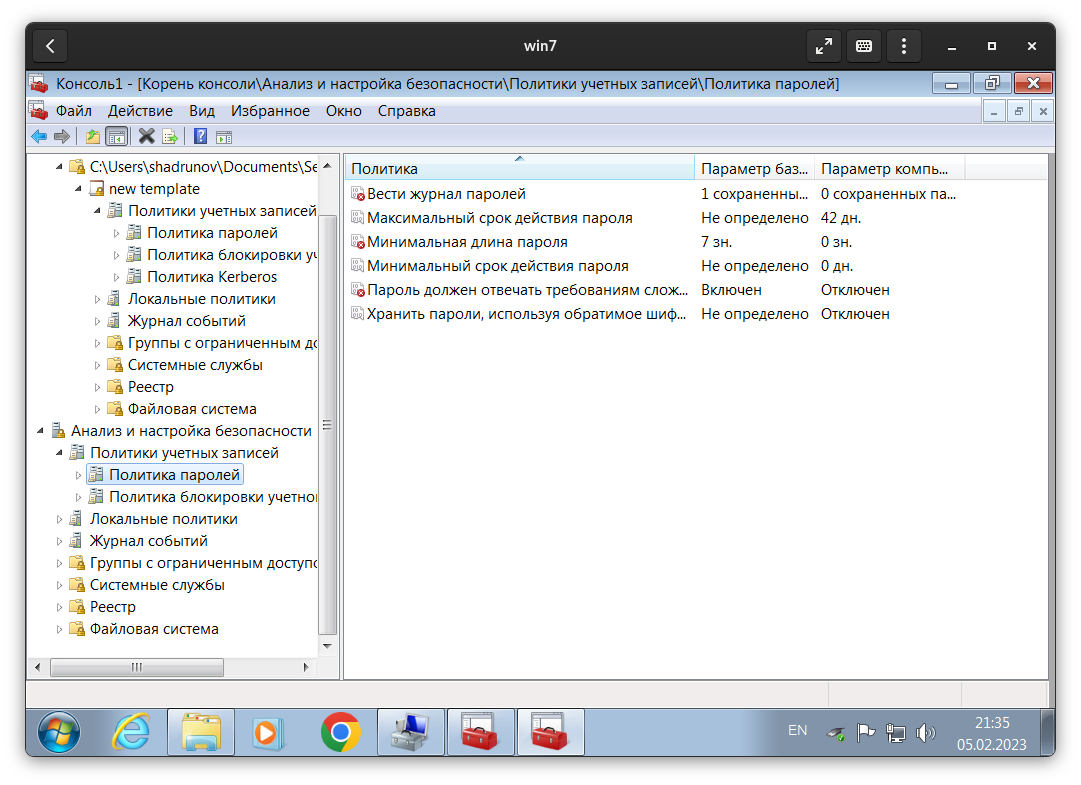 win7
Консоль1 - [Корень консоли\Анализ и настройка безопасности\Политики учетных записей\Политика паролей]
Файл Действие Вид Избранное Окно Справка
C:\Users\shadrunov\Documents\Se
new template
Политики учетных записей
Политика паролей
Политика блокировки уч
Политика Kerberos
Локальные политики
Журнал событий
Группы с ограниченным дс
Системные службы
Реестр
Файловая система
Анализ и настройка безопасности
Политики учетных записей
Политика паролей
Политика блокировки учетно
Локальные политики
Журнал событий
Группы с ограниченным доступо
Системные службы
Реестр
Файловая система
Политика Параметр баз... Параметр компь...
Вести журнал паролей 1 сохраненны... 0 сохраненных па...
Максимальный срок действия пароля Не определено 42 дн.
Минимальная длина пароля 7 зн. 0 зн.
Минимальный срок действия пароля Не определено 0 дн.
Пароль должен отвечать требованиям слож... Включен Отключен
Хранить пароли, используя обратимое шиф... Не определено Отключен
EN
21:35
05.02.2023